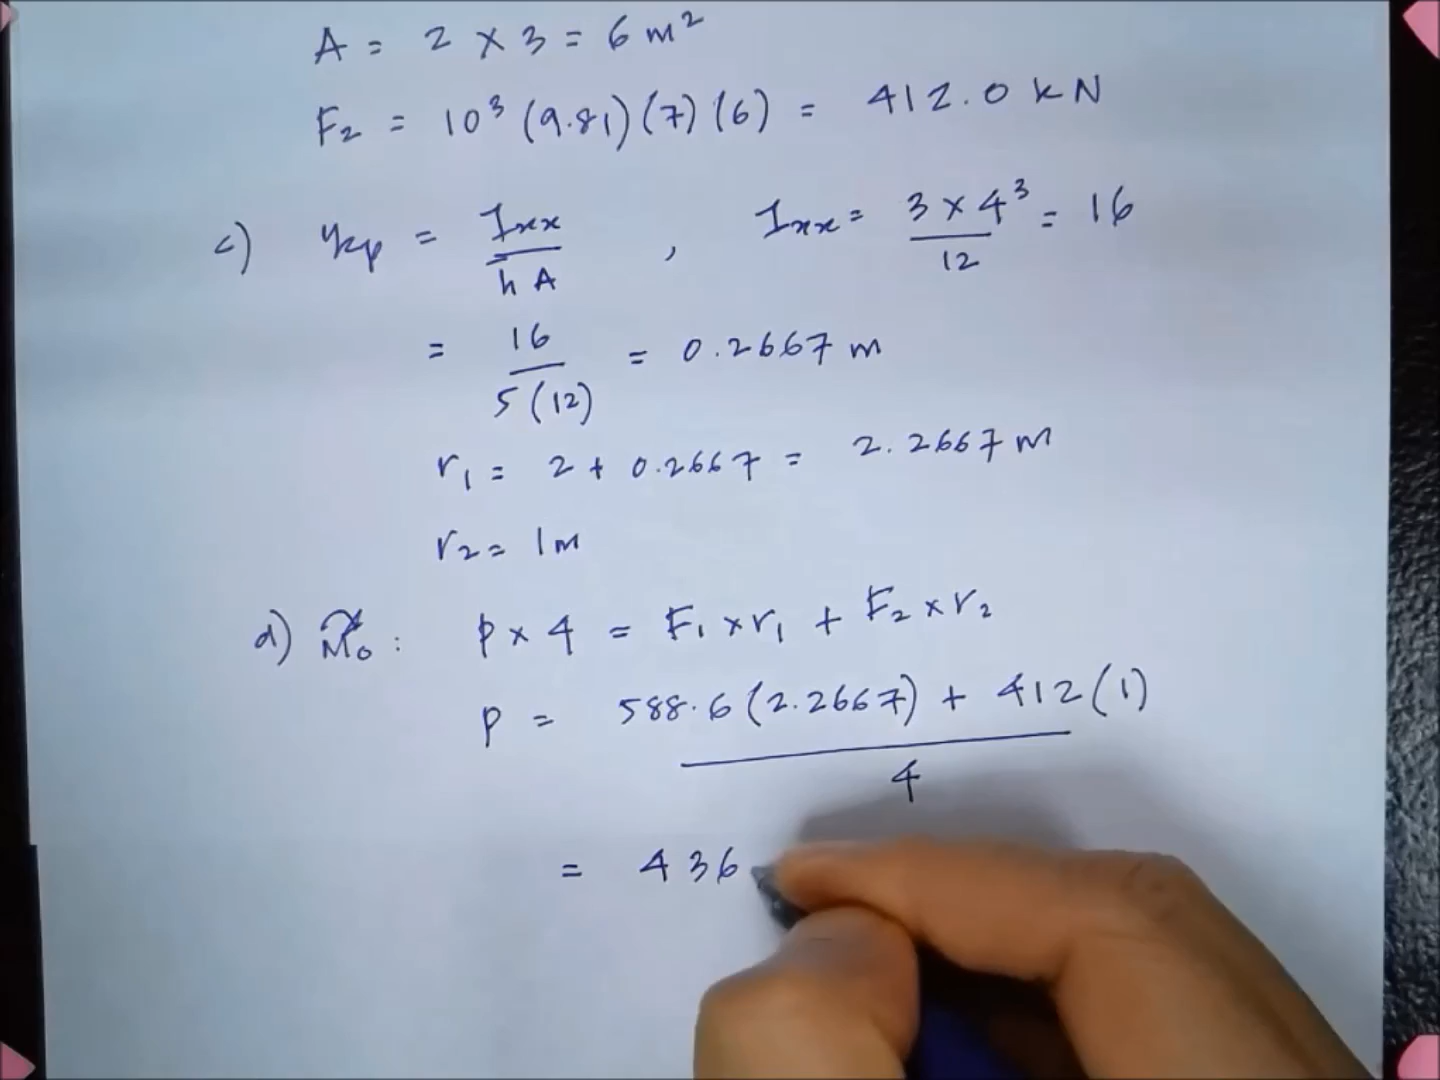 A = 2 × 3 = 6 m²
F₂ = 10³ (9.81) (7) (6) = 412.0 kN
c) y_cp = Ixx / h̄ A , Ixx = 3 × 4³ / 12 = 16
= 16 / 5 (12) = 0.2667 m
r₁ = 2 + 0.2667 = 2.2667 m
r₂ = 1 m
d) M₀ : P × 4 = F₁ × r₁ + F₂ × r₂
P = 588.6 (2.2667) + 412 (1) / 4
= 436